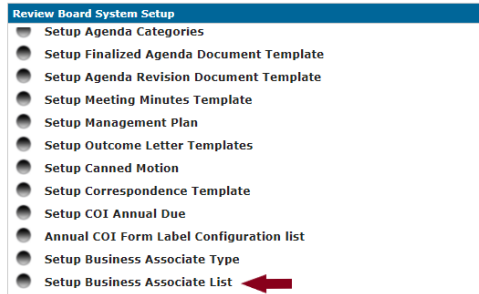 Review Board System Setup
Setup Agenda Categories
Setup Finalized Agenda Document Template
Setup Agenda Revision Document Template
Setup Meeting Minutes Template
Setup Management Plan
Setup Outcome Letter Templates
Setup Canned Motion
Setup Correspondence Template
Setup COI Annual Due
Annual COI Form Label Configuration list
Setup Business Associate Type
Setup Business Associate List